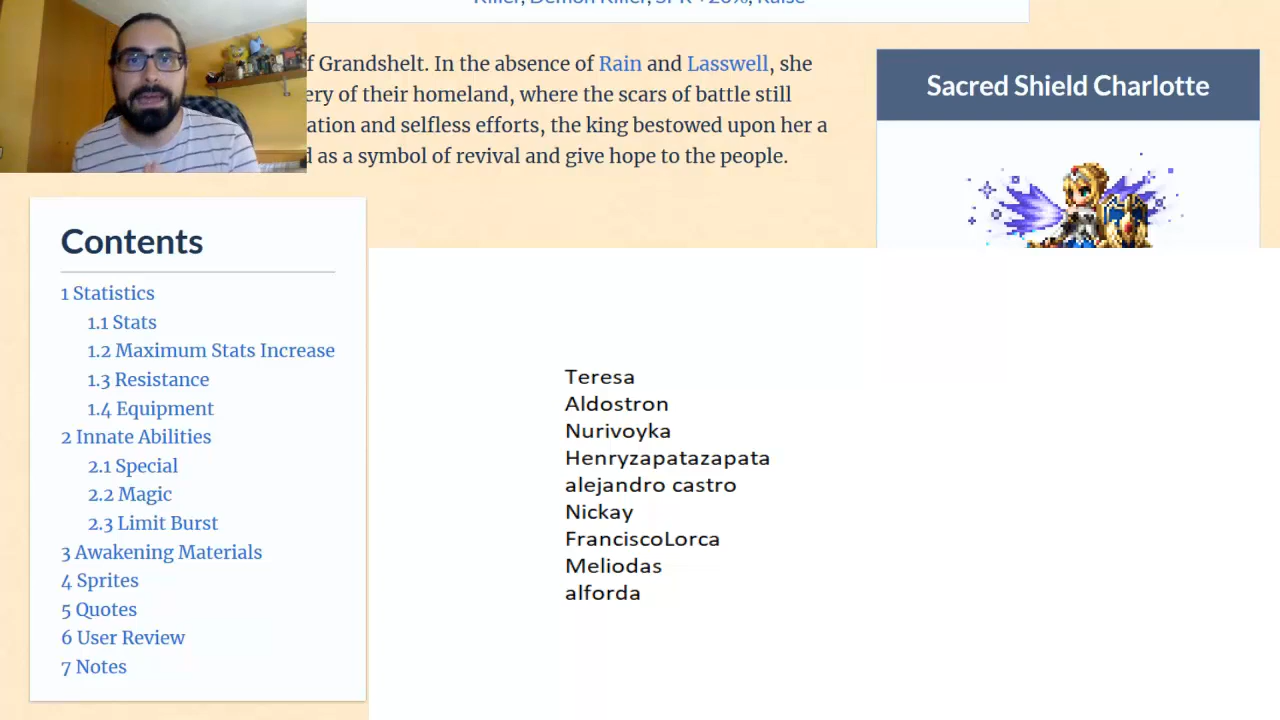 Killer, Demon Killer, SPR +20%, Raise
f Grandshelt. In the absence of Rain and Lasswell, she
ery of their homeland, where the scars of battle still
ation and selfless efforts, the king bestowed upon her a
as a symbol of revival and give hope to the people.
Sacred Shield Charlotte
Contents
1 Statistics
1.1 Stats
1.2 Maximum Stats Increase
1.3 Resistance
1.4 Equipment
2 Innate Abilities
2.1 Special
2.2 Magic
2.3 Limit Burst
3 Awakening Materials
4 Sprites
5 Quotes
6 User Review
7 Notes
Teresa
Aldostron
Nurivoyka
Henryzapatazapata
alejandro castro
Nickay
FranciscoLorca
Meliodas
alforda